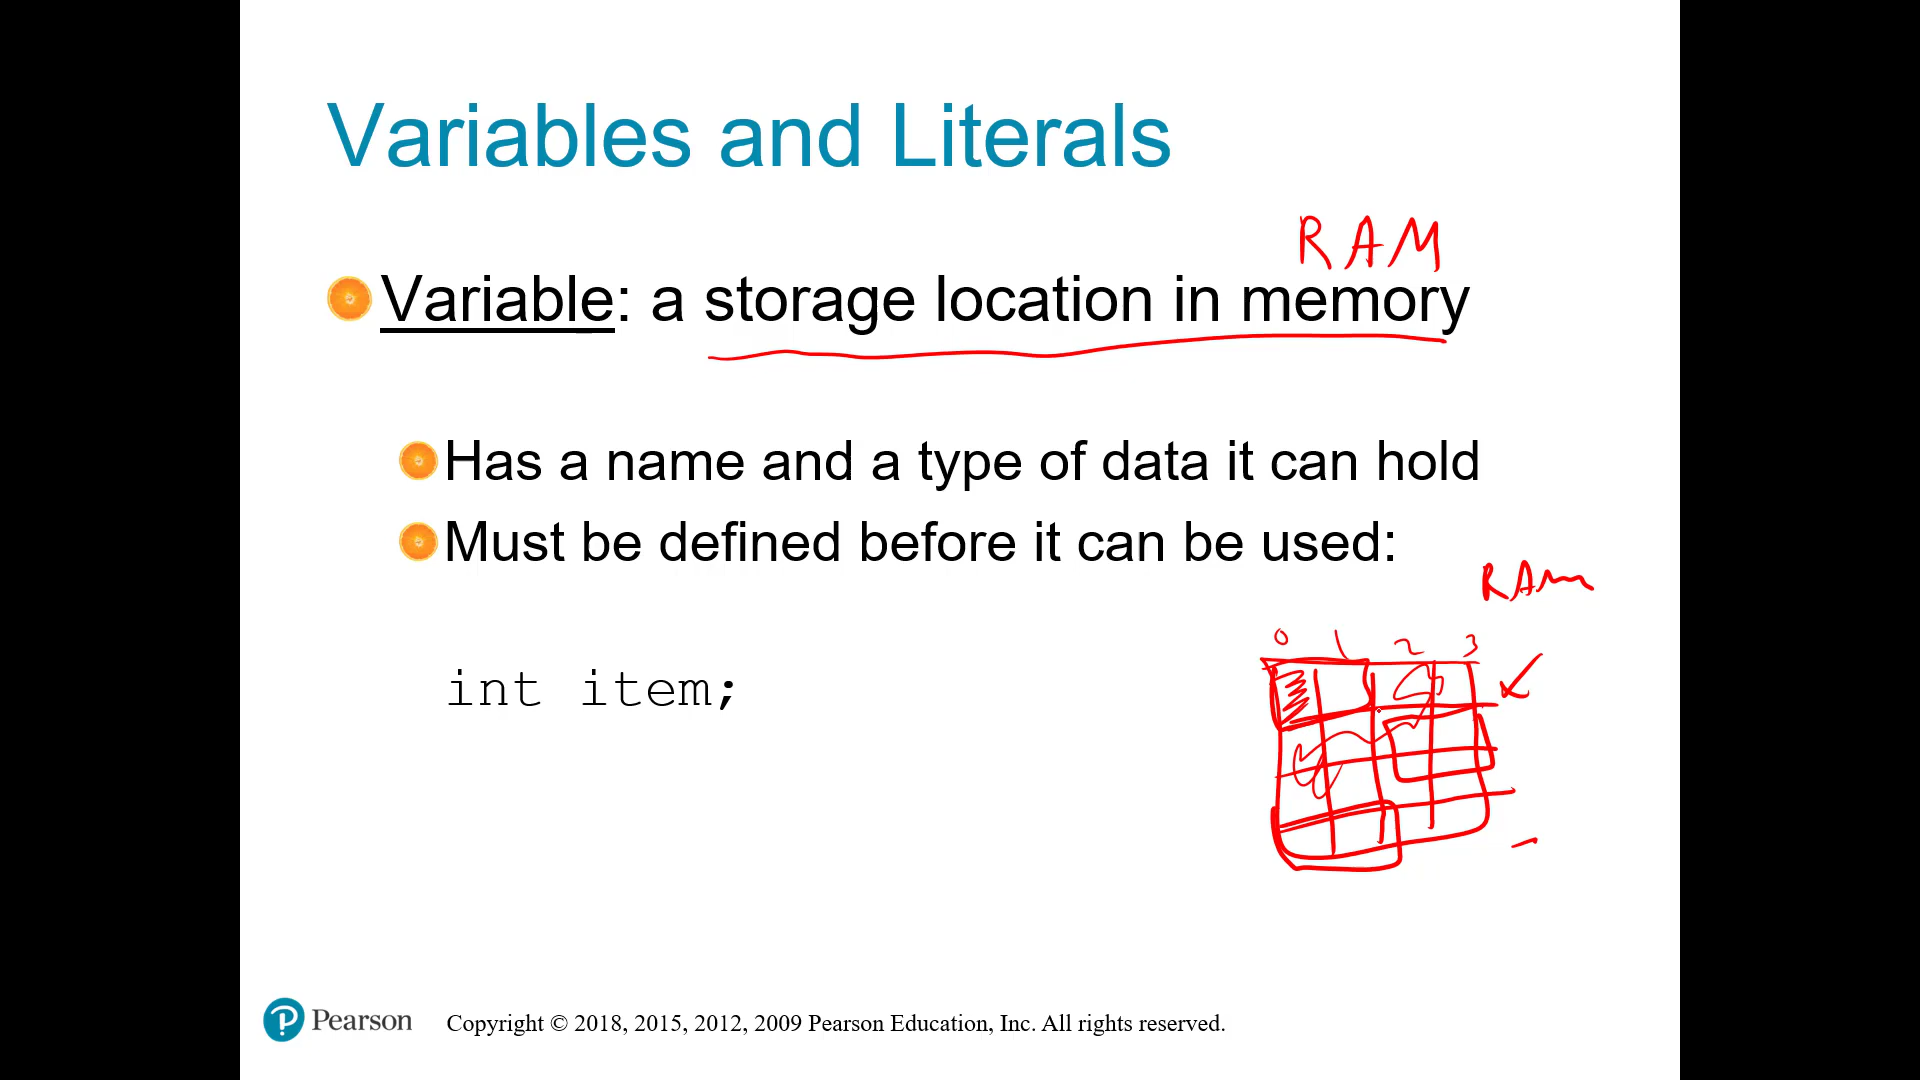 Variables and Literals
RAM
Variable: a storage location in memory
Has a name and a type of data it can hold
Must be defined before it can be used:
RAM
0 1 2 3
int item;
Pearson
Copyright © 2018, 2015, 2012, 2009 Pearson Education, Inc. All rights reserved.